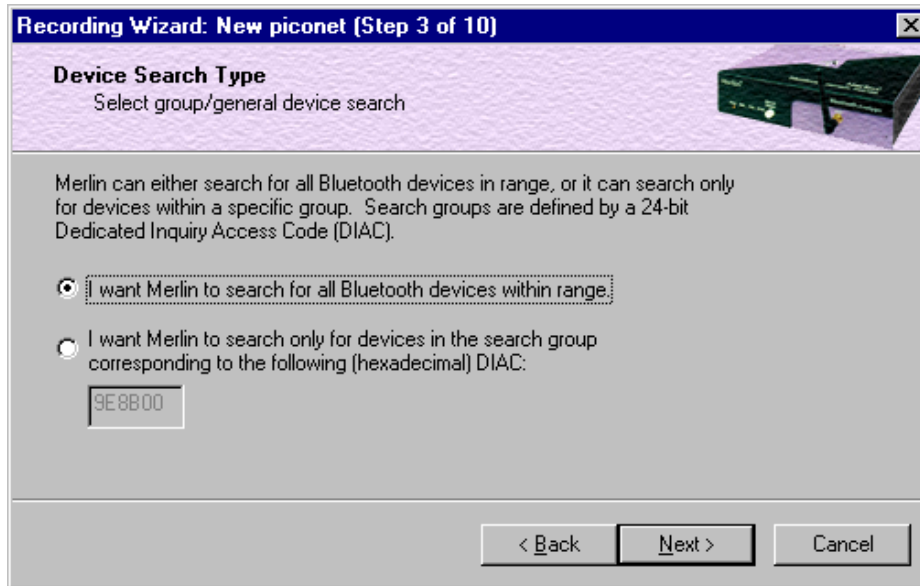 Recording Wizard: New piconet (Step 3 of 10)
Device Search Type
Select group/general device search
Merlin can either search for all Bluetooth devices in range, or it can search only
for devices within a specific group. Search groups are defined by a 24-bit
Dedicated Inquiry Access Code (DIAC).
I want Merlin to search for all Bluetooth devices within range.
I want Merlin to search only for devices in the search group
corresponding to the following (hexadecimal) DIAC:
9E8B00
< Back
Next >
Cancel